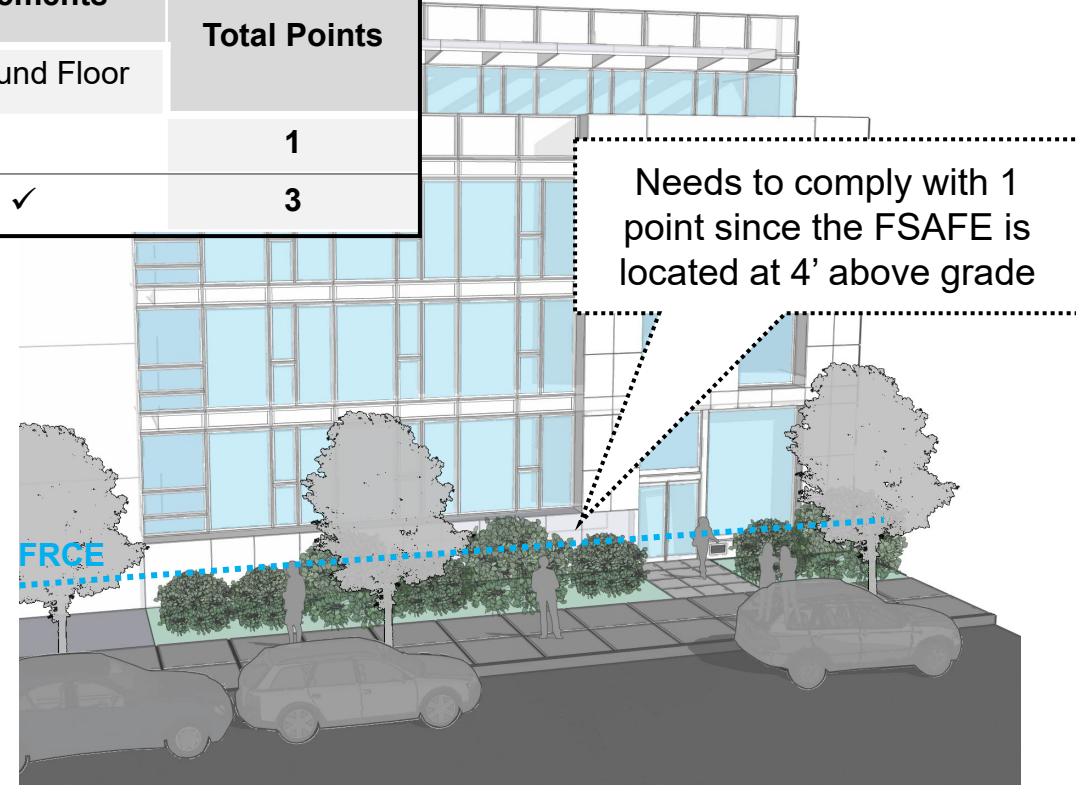 Total Points
und Floor
1
✓ 3
Needs to comply with 1
point since the FSAFE is
located at 4’ above grade
FRCE